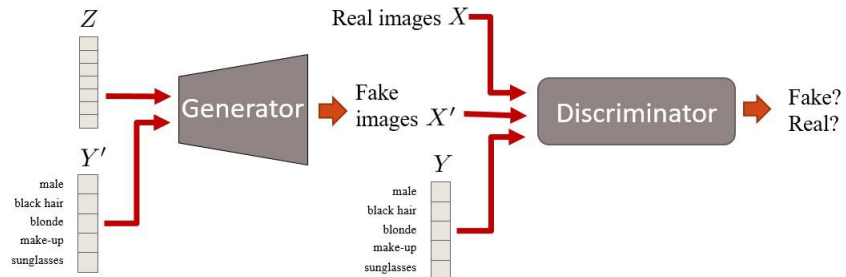 Z
Generator
Fake
images X′
Y′
male
black hair
blonde
make-up
sunglasses
Real images X
Discriminator
Fake?
Real?
Y
male
black hair
blonde
make-up
sunglasses